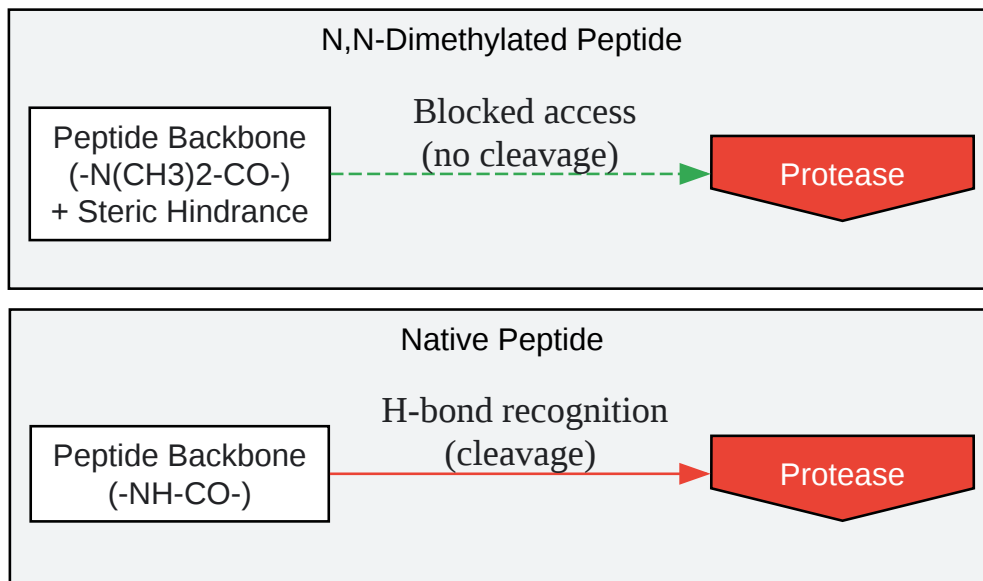 N,N-Dimethylated Peptide
Peptide Backbone
(-N(CH3)2-CO-)
+ Steric Hindrance
Blocked access
(no cleavage)
Protease
Native Peptide
Peptide Backbone
(-NH-CO-)
H-bond recognition
(cleavage)
Protease